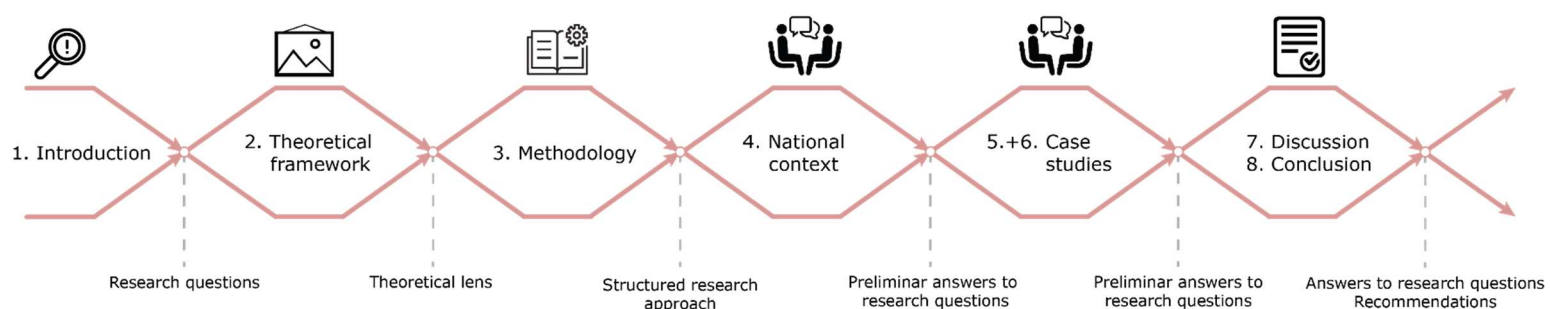 1. Introduction
2. Theoretical
framework
3. Methodology
4. National
context
5.+6. Case
studies
7. Discussion
8. Conclusion
Research questions
Theoretical lens
Structured research
approach
Preliminar answers to
research questions
Preliminar answers to
research questions
Answers to research questions
Recommendations